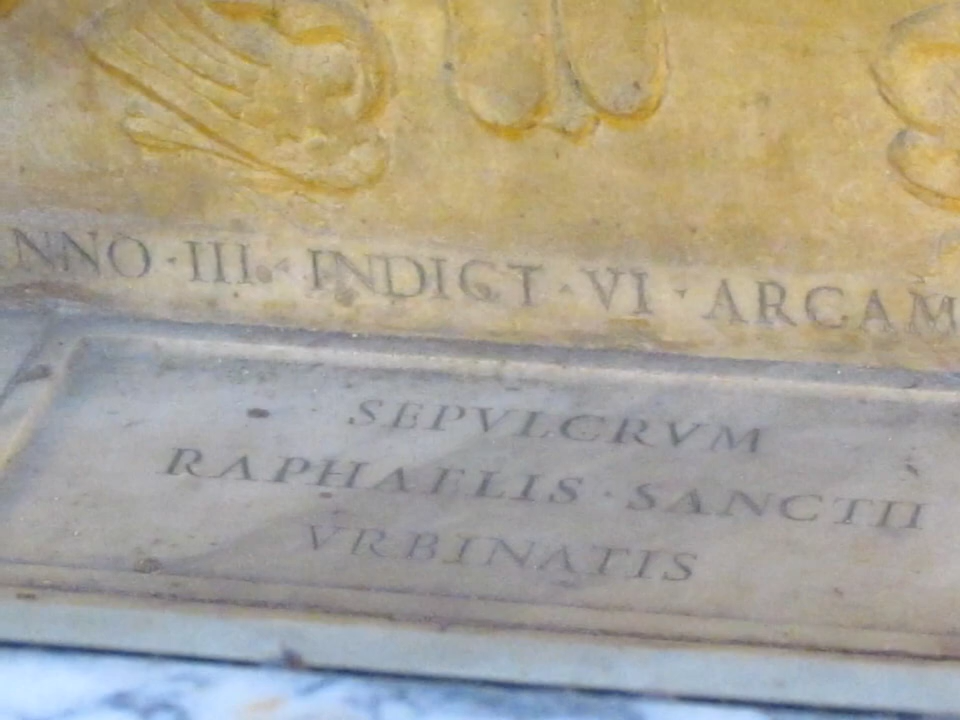 NNO · III · INDICT · VI · ARCAM
SEPVLCRVM
RAPHAELIS · SANCTII
VRBINATIS